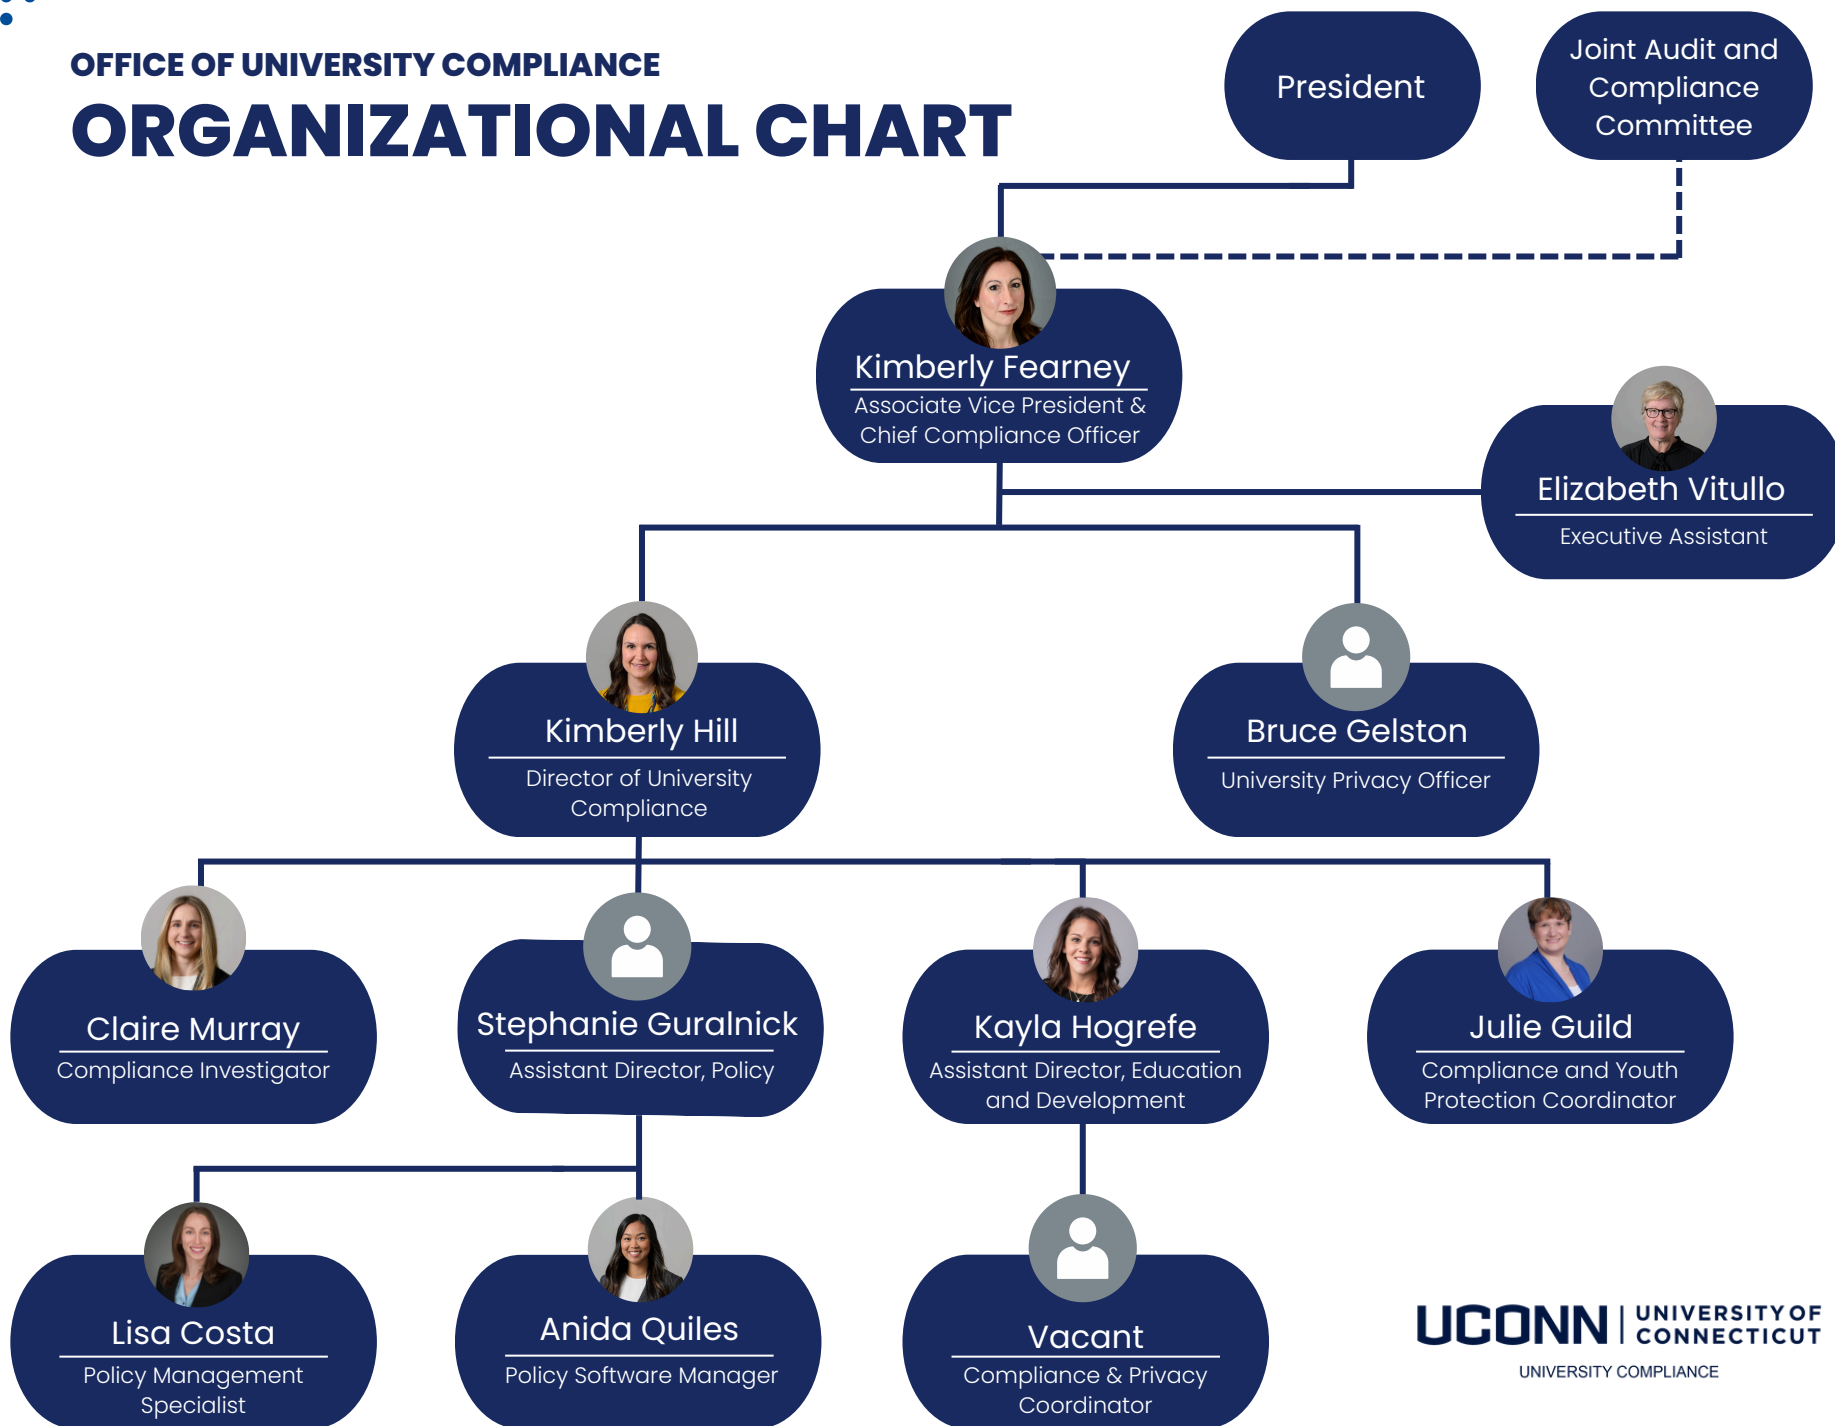 OFFICE OF UNIVERSITY COMPLIANCE
ORGANIZATIONAL CHART
President
Joint Audit and
Compliance
Committee
Kimberly Fearney
Associate Vice President &
Chief Compliance Officer
Elizabeth Vitullo
Executive Assistant
Kimberly Hill
Director of University
Compliance
Bruce Gelston
University Privacy Officer
Claire Murray
Compliance Investigator
Stephanie Guralnick
Assistant Director, Policy
Kayla Hogrefe
Assistant Director, Education
and Development
Julie Guild
Compliance and Youth
Protection Coordinator
Lisa Costa
Policy Management
Specialist
Anida Quiles
Policy Software Manager
Vacant
Compliance & Privacy
Coordinator
UCONN | UNIVERSITY OF
CONNECTICUT
UNIVERSITY COMPLIANCE